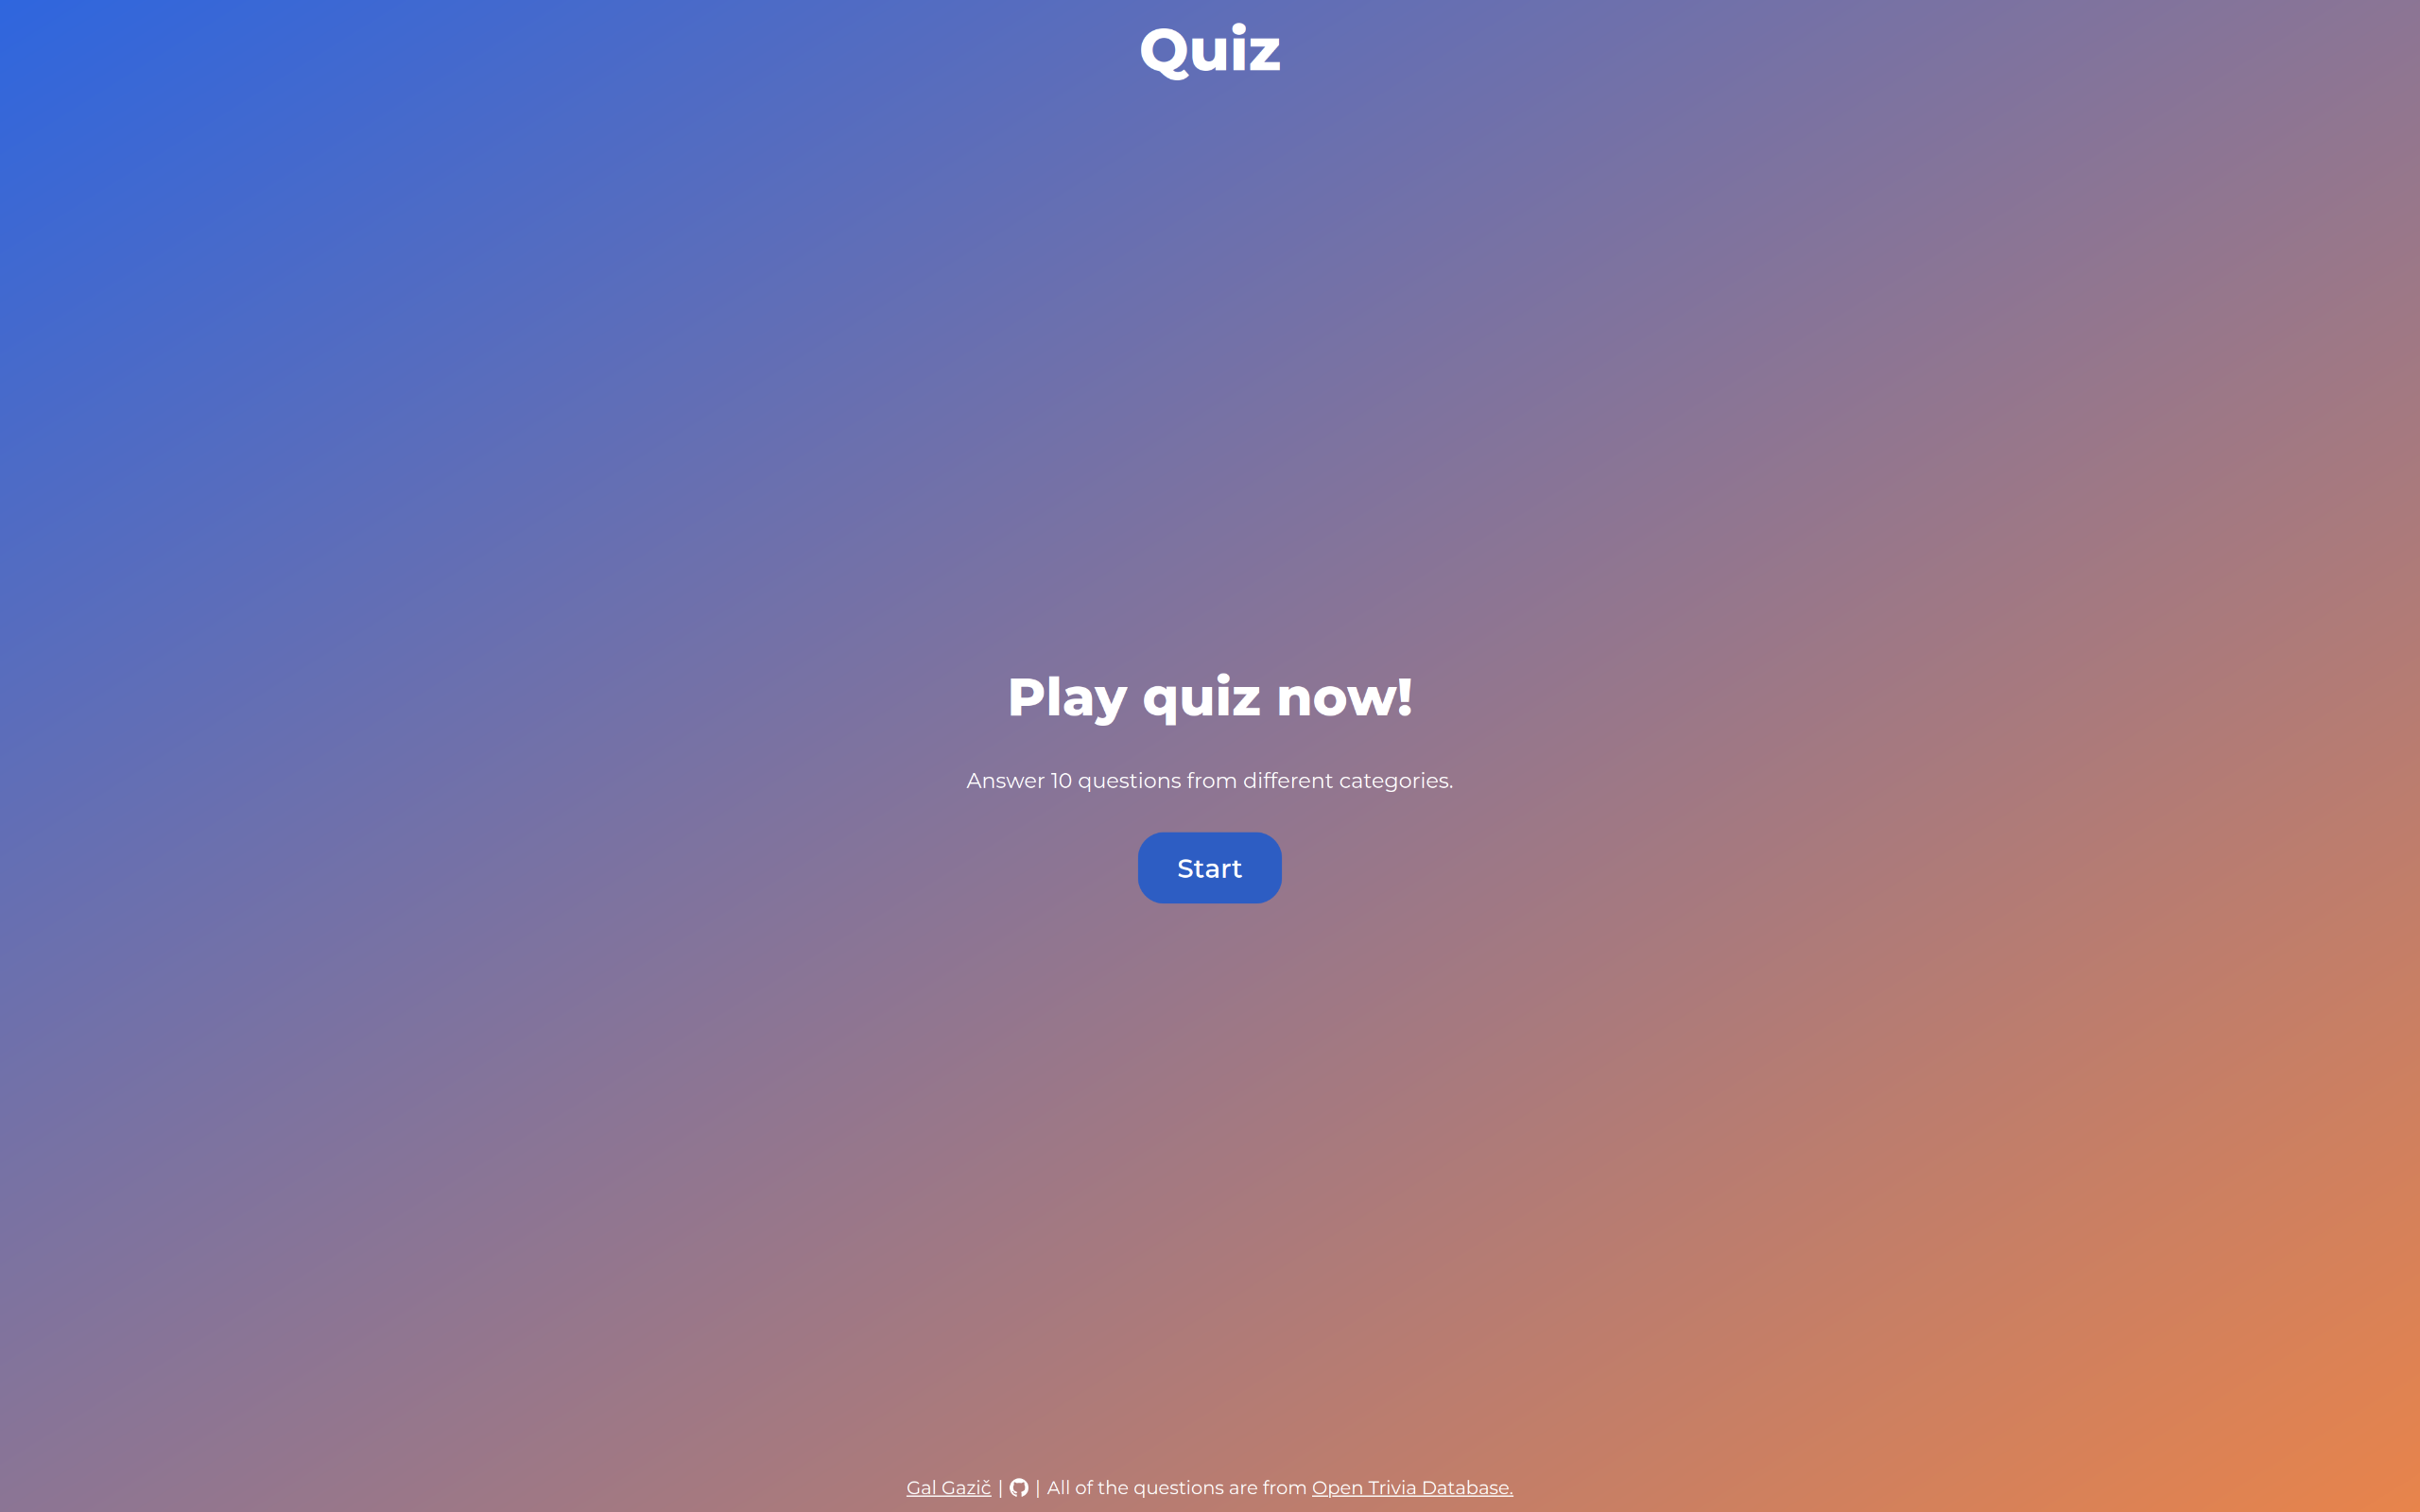 Quiz
Play quiz now!
Answer 10 questions from different categories.
Start
Gal Gazič | | All of the questions are from Open Trivia Database.